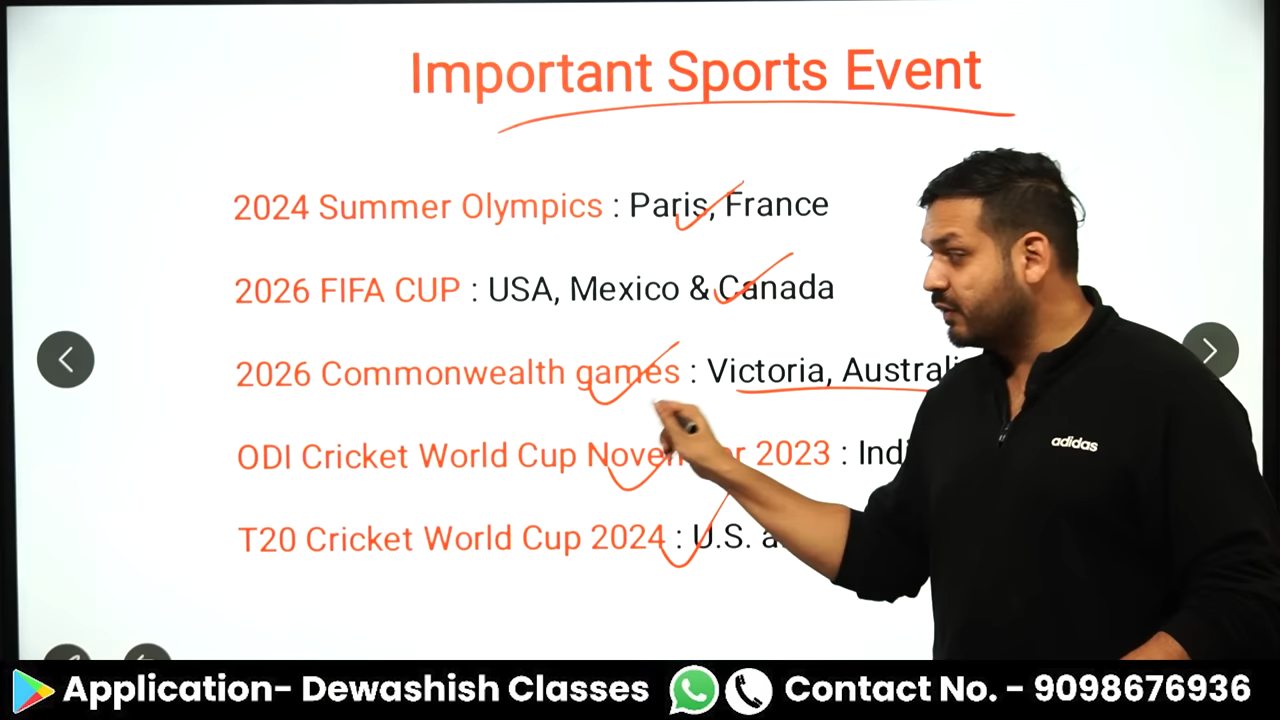 Important Sports Event
2024 Summer Olympics : Paris, France
2026 FIFA CUP : USA, Mexico & Canada
2026 Commonwealth games : Victoria, Australi
ODI Cricket World Cup November 2023 : Indi
T20 Cricket World Cup 2024 : U.S. a
adidas
Application- Dewashish Classes
Contact No. - 9098676936